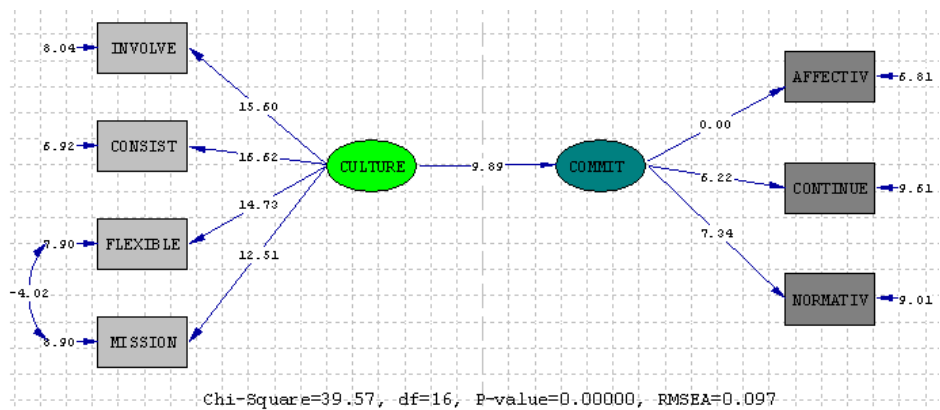 8.04
INVOLVE
AFFECTIV
6.81
15.60
0.00
6.92
CONSIST
16.62
CULTURE
9.89
COMMIT
6.22
CONTINUE
9.61
14.73
7.34
7.90
FLEXIBLE
12.51
-4.02
NORMATIV
9.01
8.90
MISSION
Chi-Square=39.57, df=16, P-value=0.00000, RMSEA=0.097